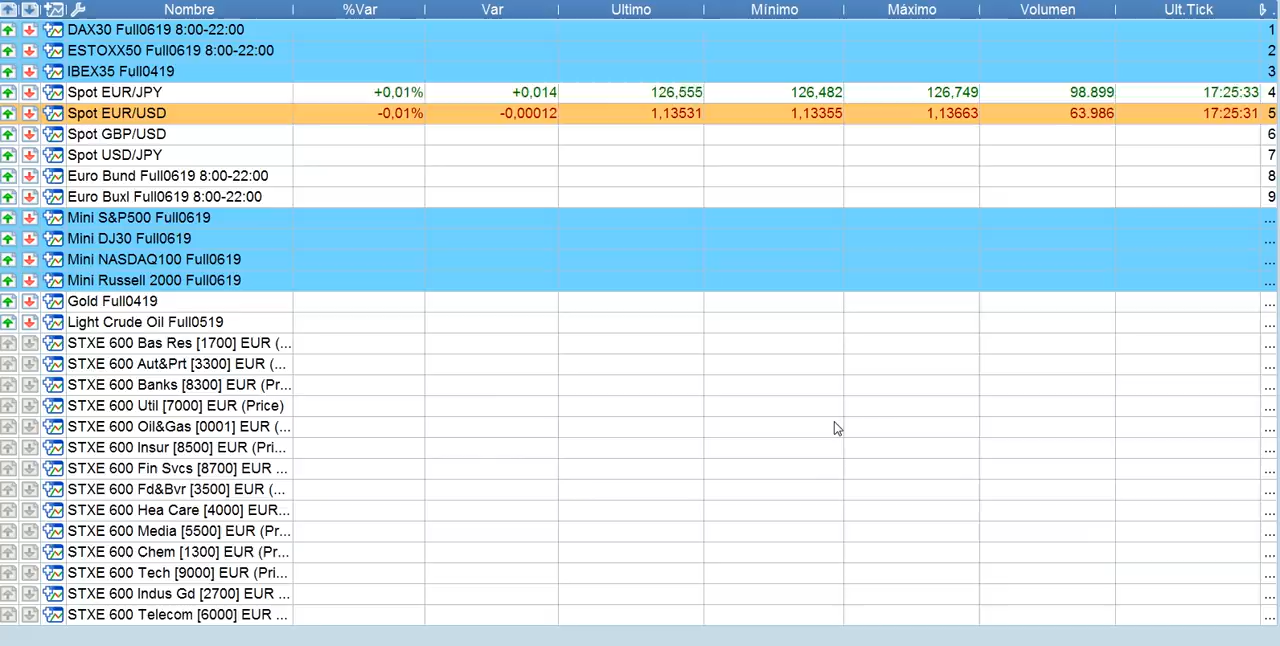 Nombre %Var Var Ultimo Mínimo Máximo Volumen Ult.Tick
DAX30 Full0619 8:00-22:00 1
ESTOXX50 Full0619 8:00-22:00 2
IBEX35 Full0419 3
Spot EUR/JPY +0,01% +0,014 126,555 126,482 126,749 98.899 17:25:33 4
Spot EUR/USD -0,01% -0,00012 1,13531 1,13355 1,13663 63.986 17:25:31 5
Spot GBP/USD 6
Spot USD/JPY 7
Euro Bund Full0619 8:00-22:00 8
Euro Buxl Full0619 8:00-22:00 9
Mini S&P500 Full0619 ...
Mini DJ30 Full0619 ...
Mini NASDAQ100 Full0619 ...
Mini Russell 2000 Full0619 ...
Gold Full0419 ...
Light Crude Oil Full0519 ...
STXE 600 Bas Res [1700] EUR (... ...
STXE 600 Aut&Prt [3300] EUR (... ...
STXE 600 Banks [8300] EUR (Pr... ...
STXE 600 Util [7000] EUR (Price) ...
STXE 600 Oil&Gas [0001] EUR (... ...
STXE 600 Insur [8500] EUR (Pri... ...
STXE 600 Fin Svcs [8700] EUR ... ...
STXE 600 Fd&Bvr [3500] EUR (... ...
STXE 600 Hea Care [4000] EUR... ...
STXE 600 Media [5500] EUR (Pr... ...
STXE 600 Chem [1300] EUR (Pr... ...
STXE 600 Tech [9000] EUR (Pri... ...
STXE 600 Indus Gd [2700] EUR ... ...
STXE 600 Telecom [6000] EUR ... ...